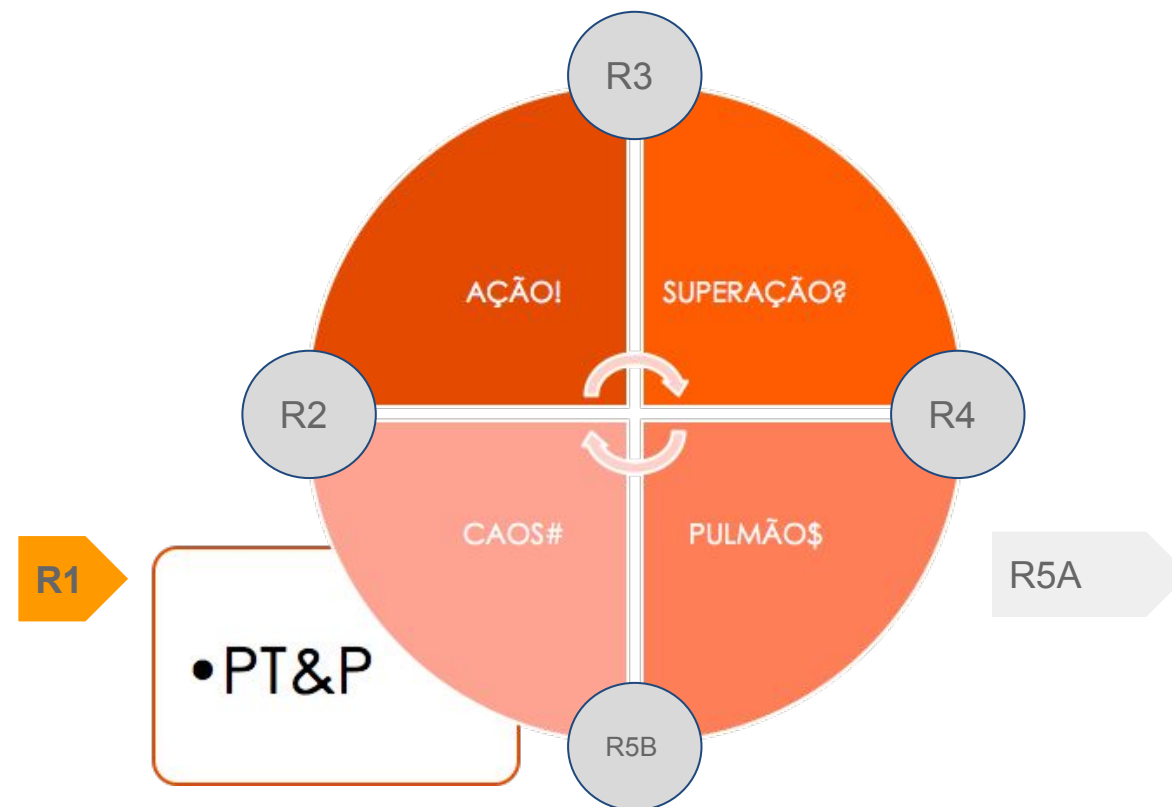 R3
AÇÃO!
SUPERAÇÃO?
R2
R4
CAOS#
PULMÃO$
R1
R5A
•PT&P
R5B